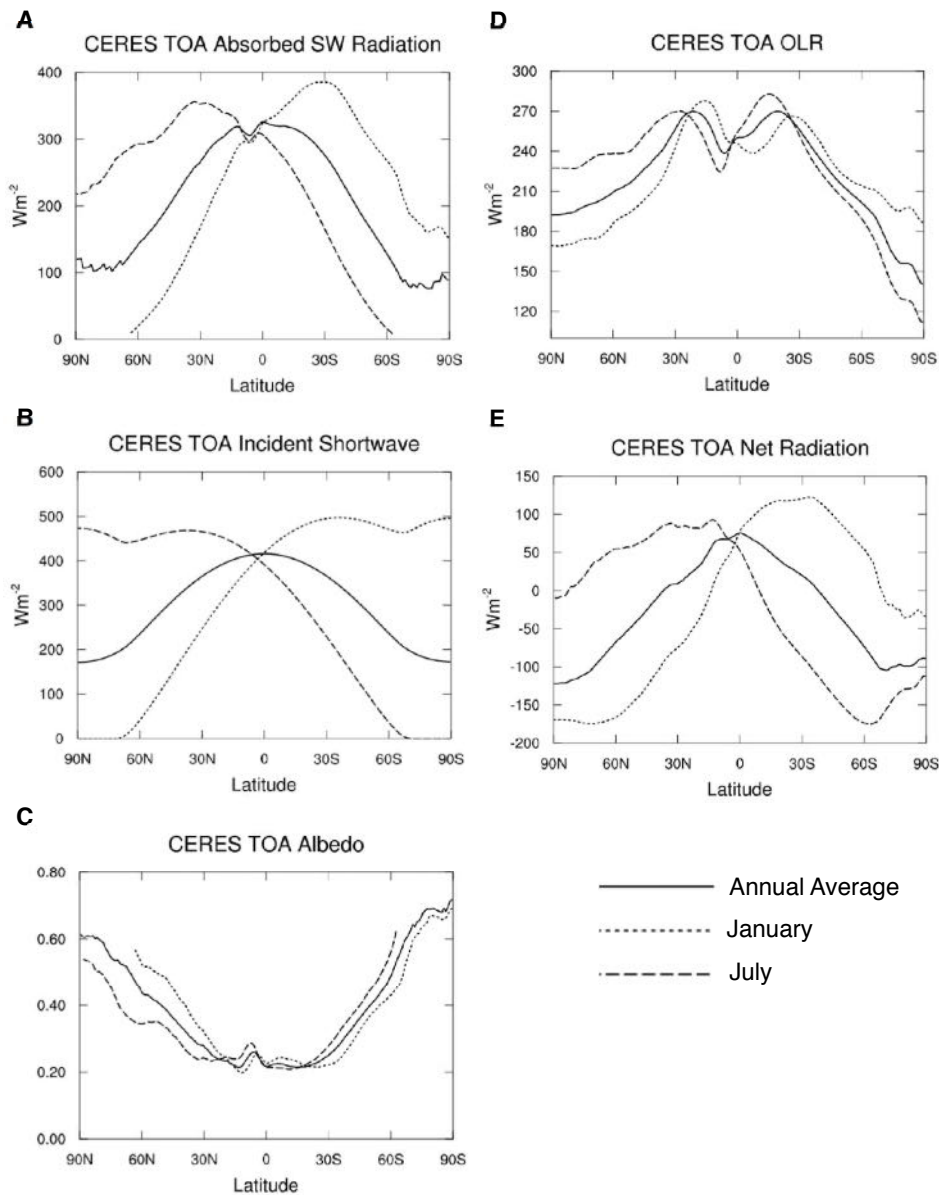 A
CERES TOA Absorbed SW Radiation
400
300
200
100
0
Wm-2
90N 60N 30N 0 30S 60S 90S
Latitude
B
CERES TOA Incident Shortwave
600
500
400
300
200
100
0
Wm-2
90N 60N 30N 0 30S 60S 90S
Latitude
C
CERES TOA Albedo
0.80
0.60
0.40
0.20
0.00
90N 60N 30N 0 30S 60S 90S
Latitude
D
CERES TOA OLR
300
270
240
210
180
150
120
Wm-2
90N 60N 30N 0 30S 60S 90S
Latitude
E
CERES TOA Net Radiation
150
100
50
0
-50
-100
-150
-200
Wm-2
90N 60N 30N 0 30S 60S 90S
Latitude
Annual Average
January
July